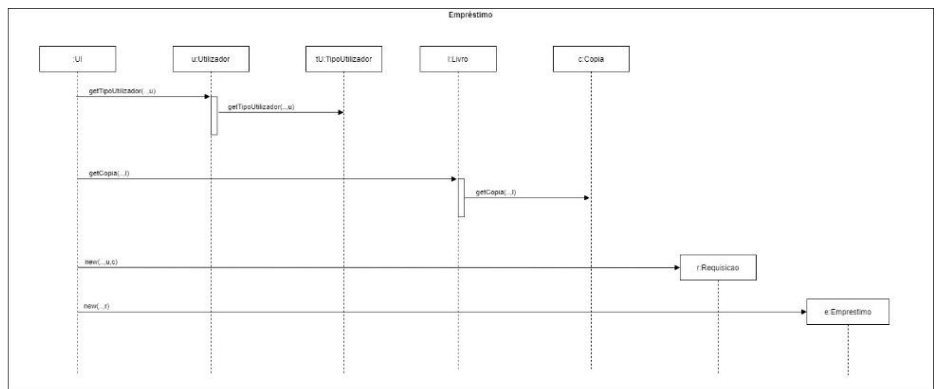 Empréstimo
:UI
u:Utilizador
tU:TipoUtilizador
l:Livro
c:Copia
getTipoUtilizador(...,u)
getTipoUtilizador(...,u)
getCopia(...,l)
getCopia(...,l)
new(...,u,c)
r:Requisicao
new(...,r)
e:Emprestimo